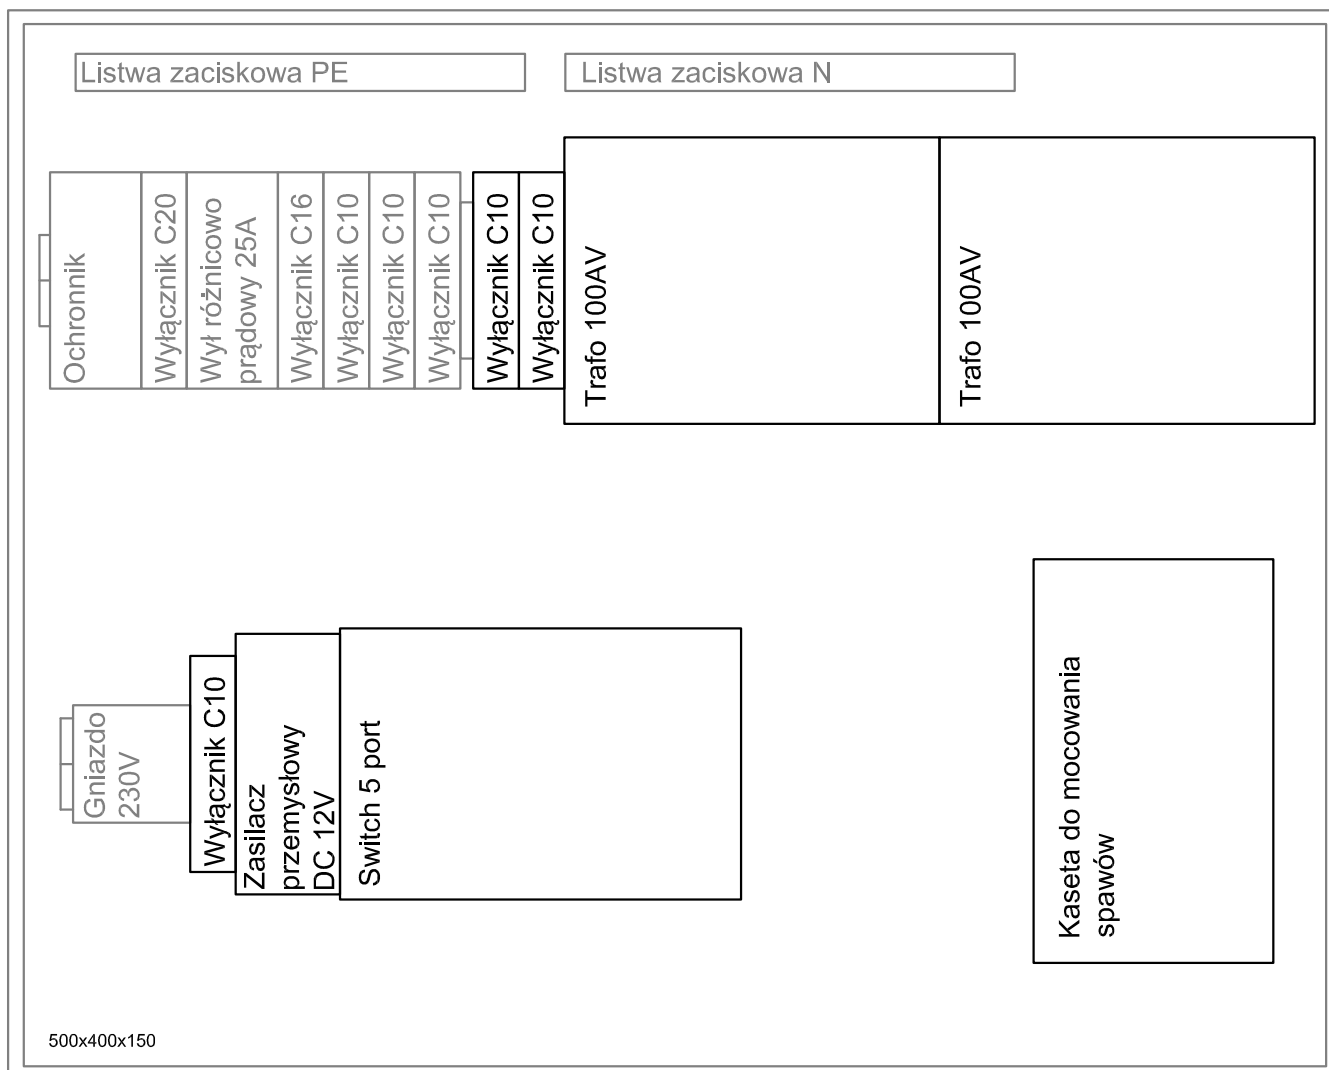 Listwa zaciskowa PE
Listwa zaciskowa N
Ochronnik
Wyłącznik C20
Wył różnicowo
prądowy 25A
Wyłącznik C16
Wyłącznik C10
Wyłącznik C10
Wyłącznik C10
Wyłącznik C10
Wyłącznik C10
Trafo 100AV
Trafo 100AV
Gniazdo
230V
Wyłącznik C10
Zasilacz
przemysłowy
DC 12V
Switch 5 port
Kaseta do mocowania
spawów
500x400x150